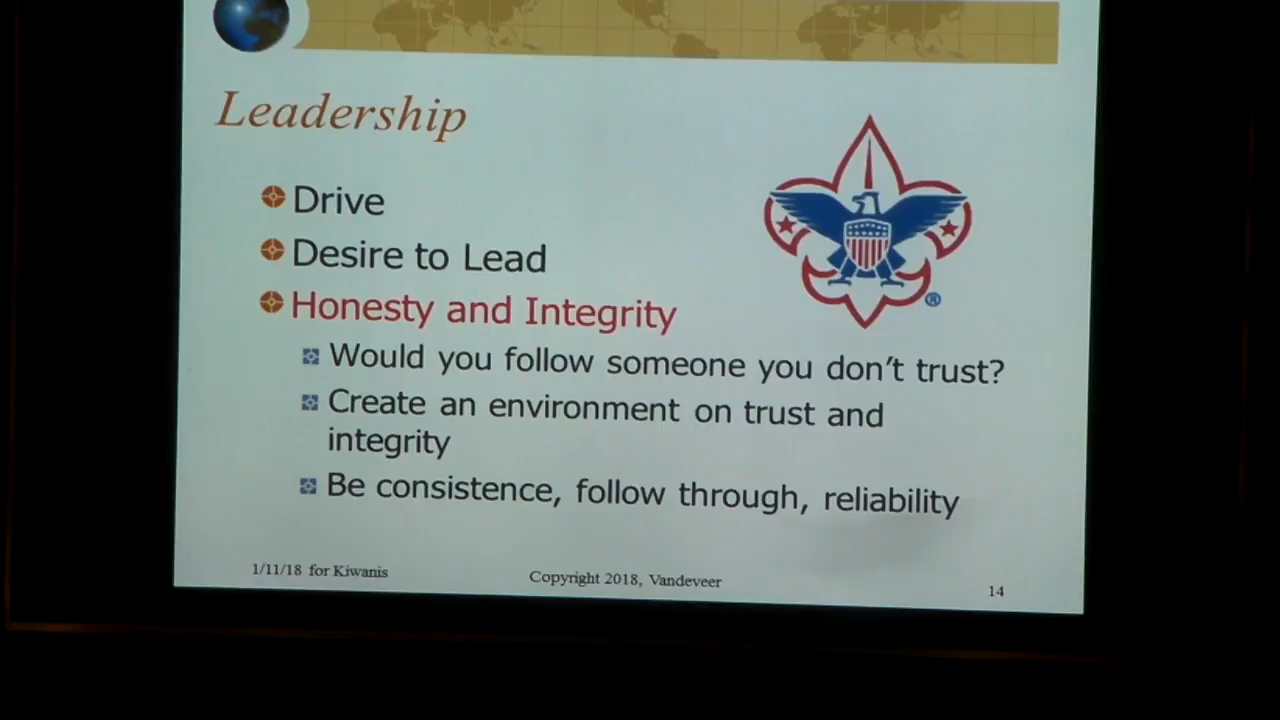 Leadership
Drive
Desire to Lead
Honesty and Integrity
Would you follow someone you don't trust?
Create an environment on trust and
integrity
Be consistence, follow through, reliability
®
1/11/18 for Kiwanis
Copyright 2018, Vandeveer
14